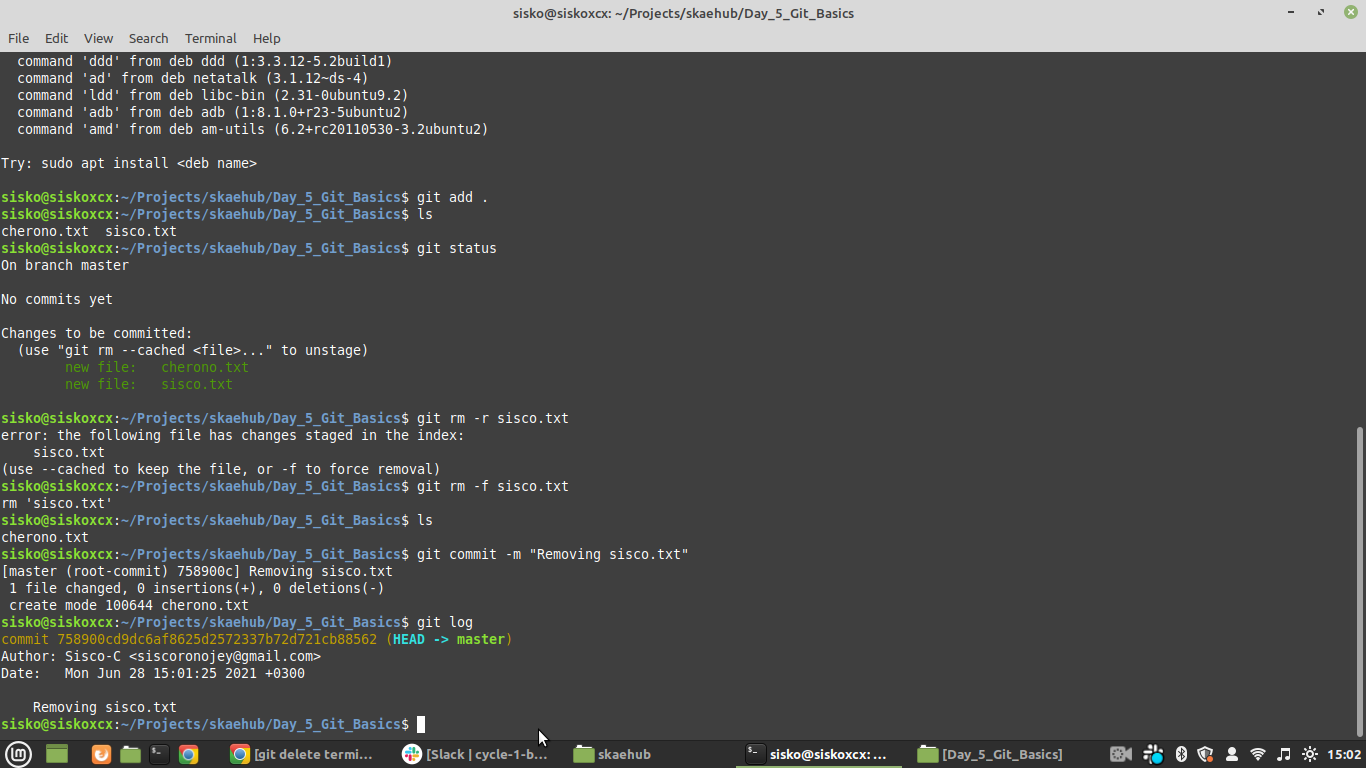 sisko@siskoxcx: ~/Projects/skaehub/Day_5_Git_Basics
File Edit View Search Terminal Help
command 'ddd' from deb ddd (1:3.3.12-5.2build1)
command 'ad' from deb netatalk (3.1.12~ds-4)
command 'ldd' from deb libc-bin (2.31-0ubuntu9.2)
command 'adb' from deb adb (1:8.1.0+r23-5ubuntu2)
command 'amd' from deb am-utils (6.2+rc20110530-3.2ubuntu2)
Try: sudo apt install <deb name>
sisko@siskoxcx:~/Projects/skaehub/Day_5_Git_Basics$ git add .
sisko@siskoxcx:~/Projects/skaehub/Day_5_Git_Basics$ ls
cherono.txt  sisco.txt
sisko@siskoxcx:~/Projects/skaehub/Day_5_Git_Basics$ git status
On branch master
No commits yet
Changes to be committed:
(use "git rm --cached <file>..." to unstage)
new file:   cherono.txt
new file:   sisco.txt
sisko@siskoxcx:~/Projects/skaehub/Day_5_Git_Basics$ git rm -r sisco.txt
error: the following file has changes staged in the index:
sisco.txt
(use --cached to keep the file, or -f to force removal)
sisko@siskoxcx:~/Projects/skaehub/Day_5_Git_Basics$ git rm -f sisco.txt
rm 'sisco.txt'
sisko@siskoxcx:~/Projects/skaehub/Day_5_Git_Basics$ ls
cherono.txt
sisko@siskoxcx:~/Projects/skaehub/Day_5_Git_Basics$ git commit -m "Removing sisco.txt"
[master (root-commit) 758900c] Removing sisco.txt
1 file changed, 0 insertions(+), 0 deletions(-)
create mode 100644 cherono.txt
sisko@siskoxcx:~/Projects/skaehub/Day_5_Git_Basics$ git log
commit 758900cd9dc6af8625d2572337b72d721cb88562 (HEAD -> master)
Author: Sisco-C <siscoronojey@gmail.com>
Date:   Mon Jun 28 15:01:25 2021 +0300
Removing sisco.txt
sisko@siskoxcx:~/Projects/skaehub/Day_5_Git_Basics$
[git delete termi... [Slack | cycle-1-b... skaehub sisko@siskoxcx: ... [Day_5_Git_Basics] 15:02